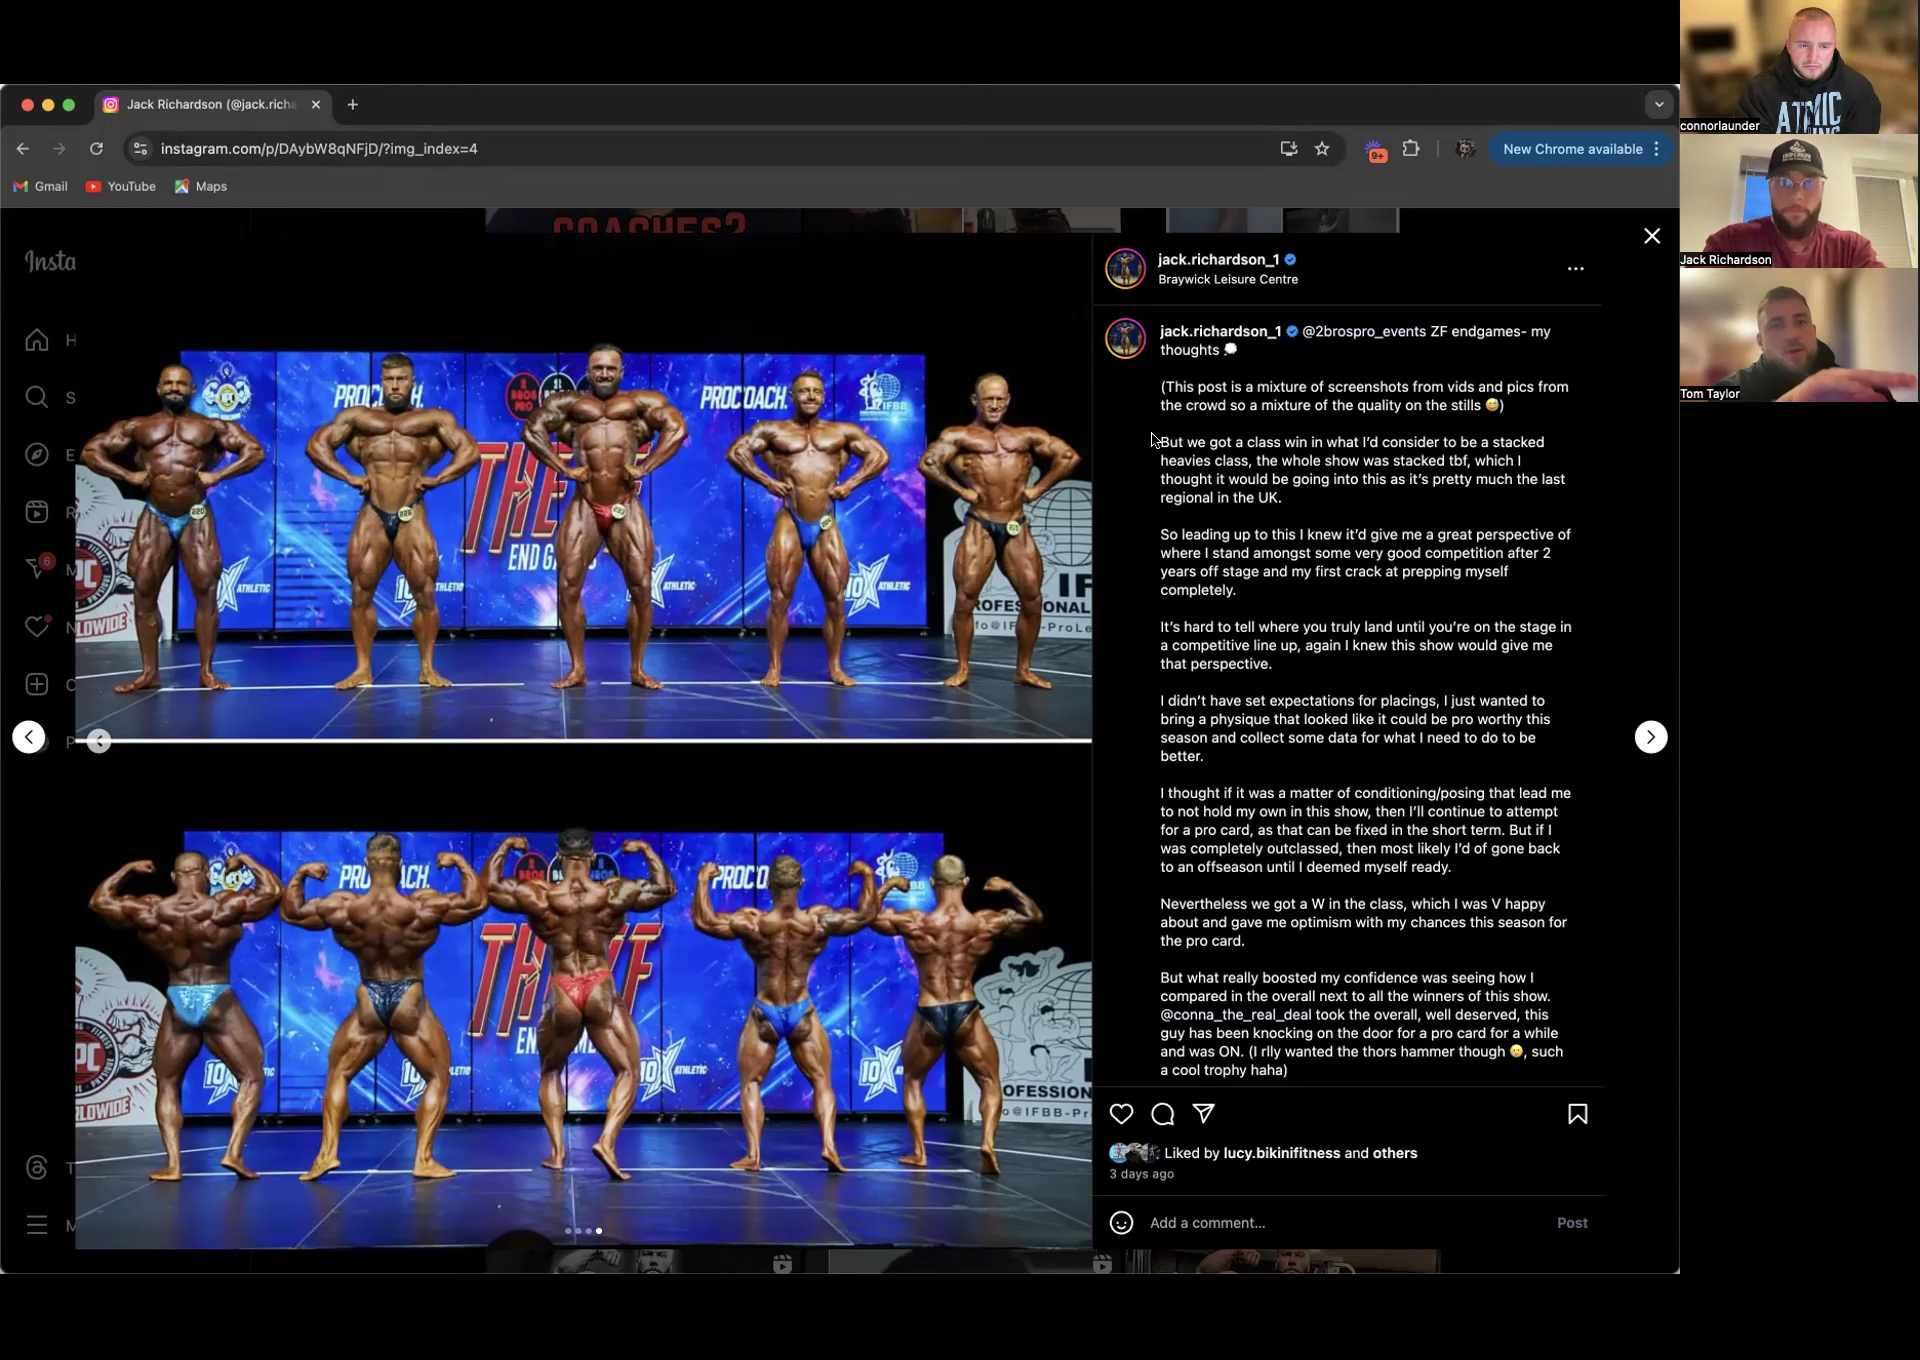 Jack Richardson (@jack.richa
instagram.com/p/DAybW8qNFjD/?img_index=4
9+
New Chrome available
Gmail
YouTube
Maps
COACHES?
Insta
H
S
E
R
6
M
N
C
P
T
M
jack.richardson_1
Braywick Leisure Centre
jack.richardson_1 @2brospro_events ZF endgames- my
thoughts 💭
(This post is a mixture of screenshots from vids and pics from
the crowd so a mixture of the quality on the stills 😅)
But we got a class win in what I'd consider to be a stacked
heavies class, the whole show was stacked tbf, which I
thought it would be going into this as it's pretty much the last
regional in the UK.
So leading up to this I knew it'd give me a great perspective of
where I stand amongst some very good competition after 2
years off stage and my first crack at prepping myself
completely.
It's hard to tell where you truly land until you're on the stage in
a competitive line up, again I knew this show would give me
that perspective.
I didn't have set expectations for placings, I just wanted to
bring a physique that looked like it could be pro worthy this
season and collect some data for what I need to do to be
better.
I thought if it was a matter of conditioning/posing that lead me
to not hold my own in this show, then I'll continue to attempt
for a pro card, as that can be fixed in the short term. But if I
was completely outclassed, then most likely I'd of gone back
to an offseason until I deemed myself ready.
Nevertheless we got a W in the class, which I was V happy
about and gave me optimism with my chances this season for
the pro card.
But what really boosted my confidence was seeing how I
compared in the overall next to all the winners of this show.
@conna_the_real_deal took the overall, well deserved, this
guy has been knocking on the door for a pro card for a while
and was ON. (I rlly wanted the thors hammer though 🥲, such
a cool trophy haha)
Liked by lucy.bikinifitness and others
3 days ago
Add a comment...
Post
connorlaunder
Jack Richardson
Tom Taylor